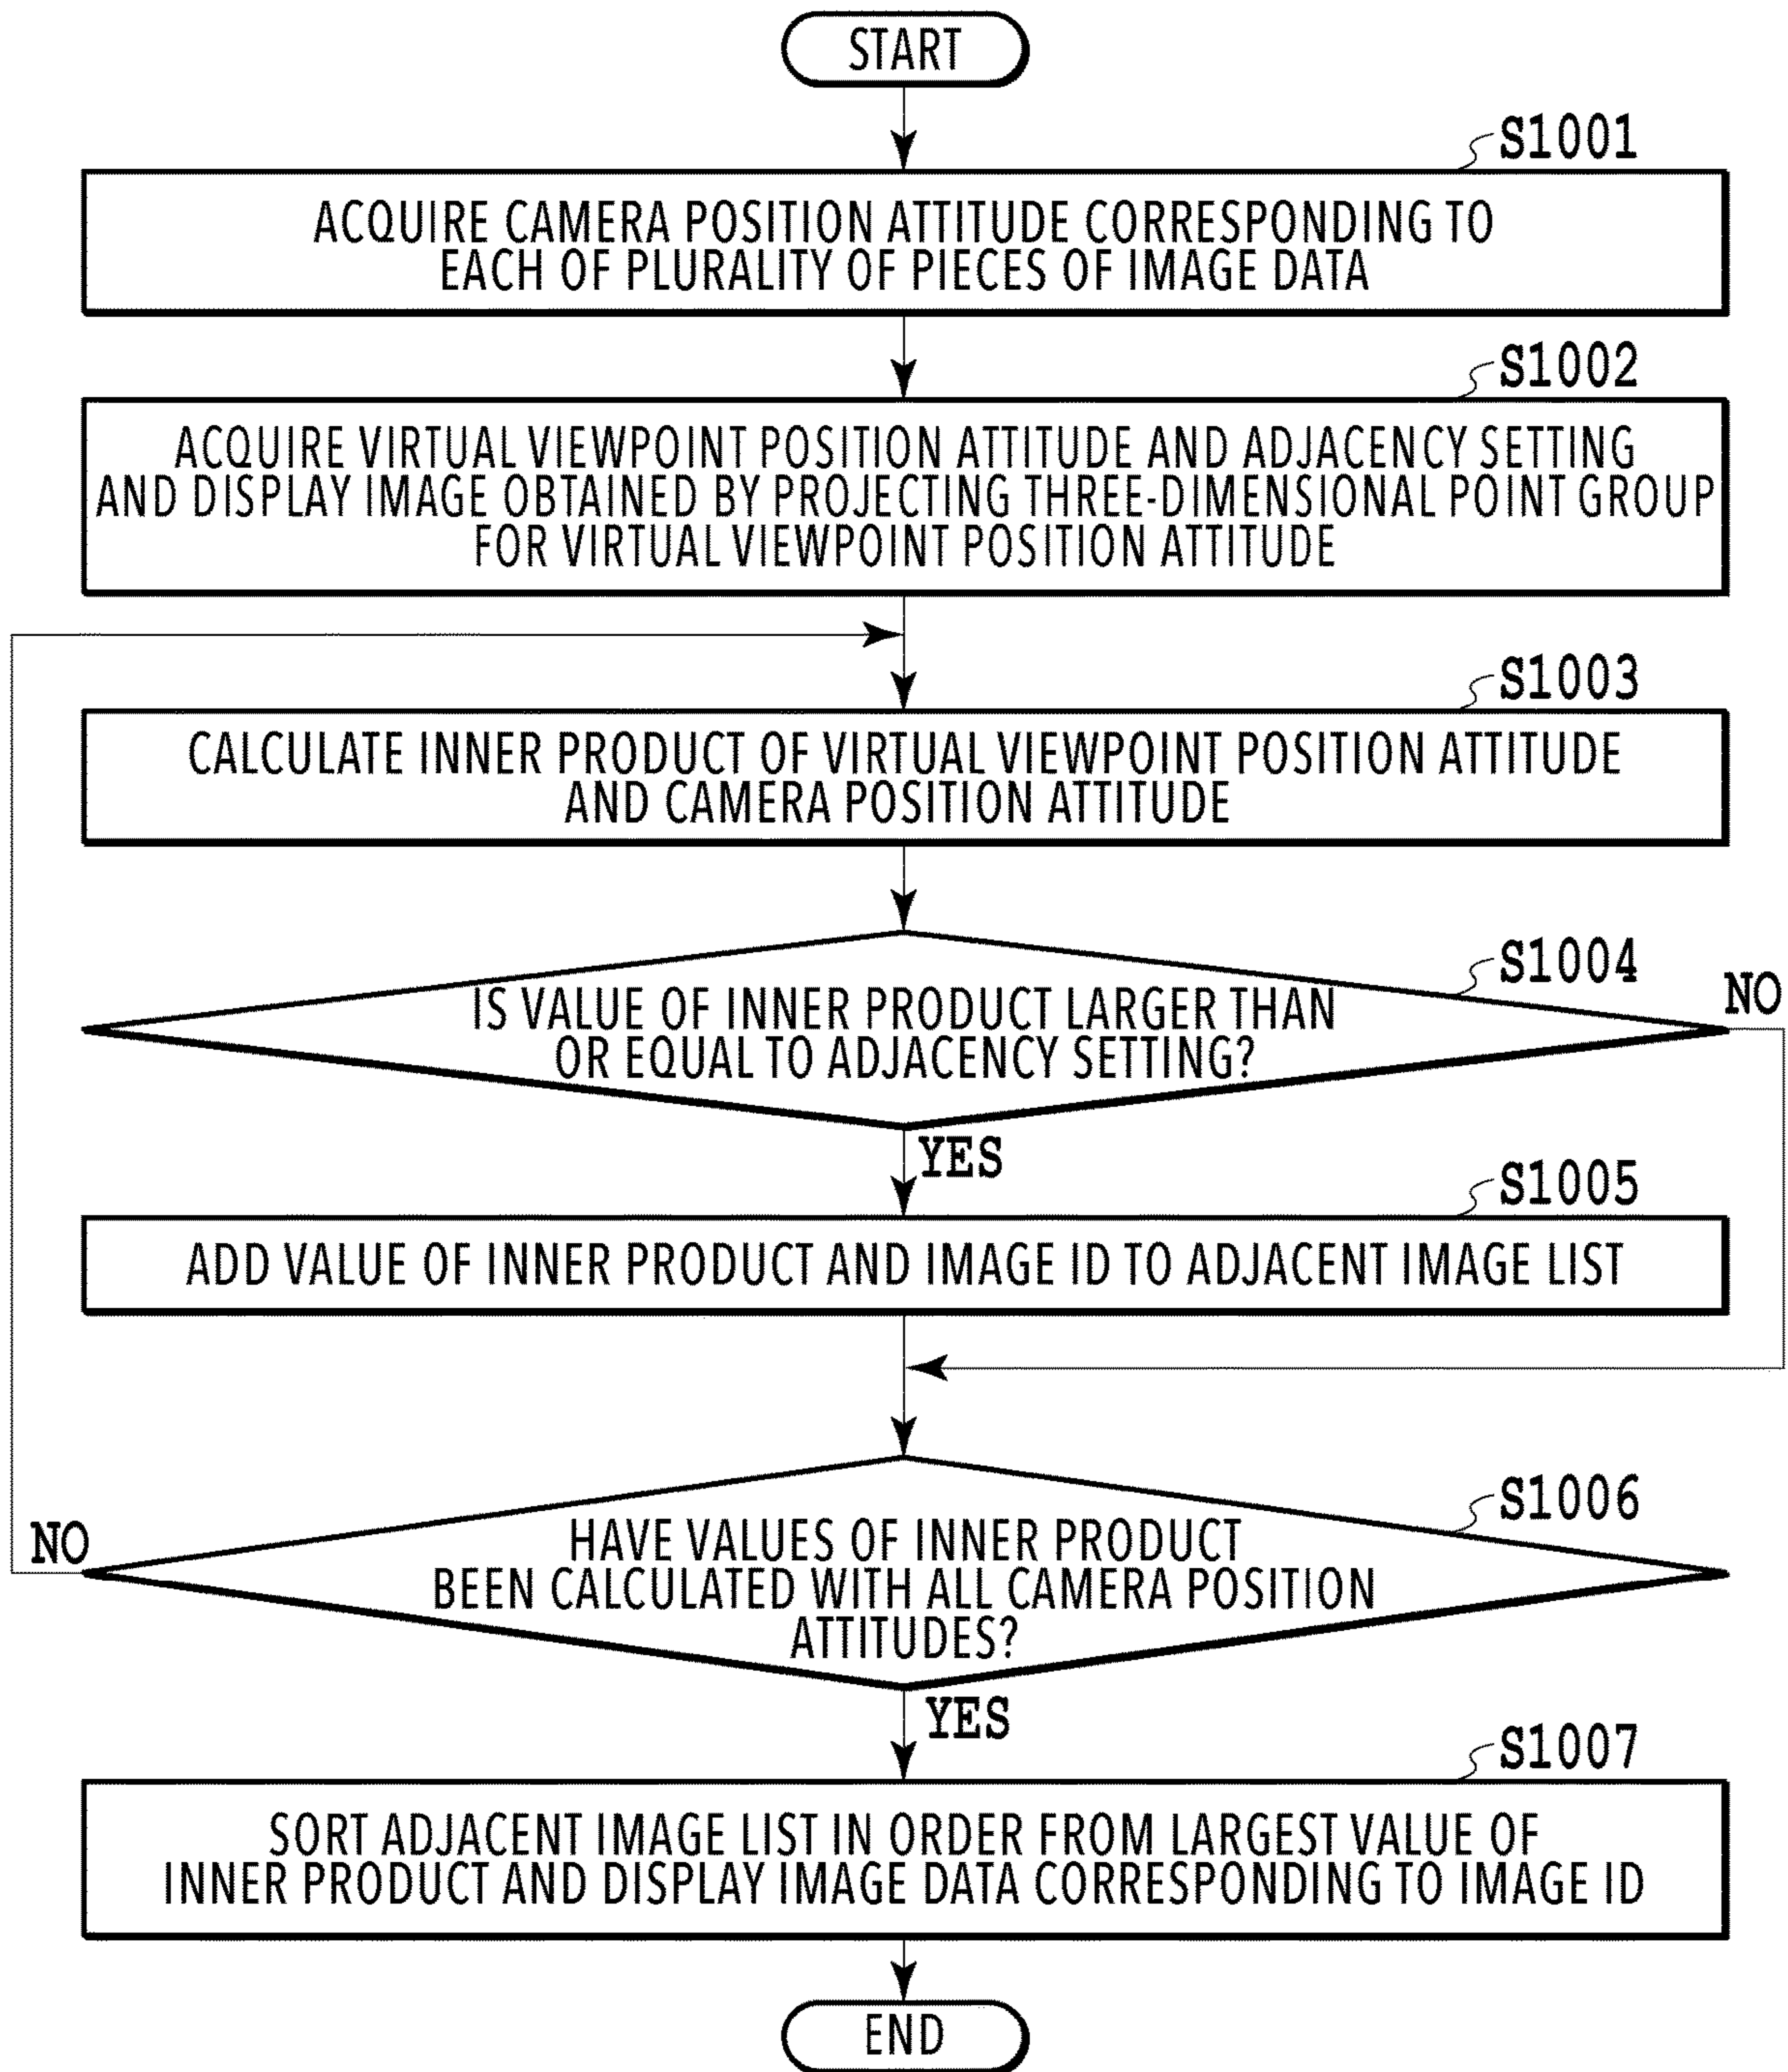 START
S1001
ACQUIRE CAMERA POSITION ATTITUDE CORRESPONDING TO
EACH OF PLURALITY OF PIECES OF IMAGE DATA
S1002
ACQUIRE VIRTUAL VIEWPOINT POSITION ATTITUDE AND ADJACENCY SETTING
AND DISPLAY IMAGE OBTAINED BY PROJECTING THREE-DIMENSIONAL POINT GROUP
FOR VIRTUAL VIEWPOINT POSITION ATTITUDE
S1003
CALCULATE INNER PRODUCT OF VIRTUAL VIEWPOINT POSITION ATTITUDE
AND CAMERA POSITION ATTITUDE
S1004
NO
IS VALUE OF INNER PRODUCT LARGER THAN
OR EQUAL TO ADJACENCY SETTING?
YES
S1005
ADD VALUE OF INNER PRODUCT AND IMAGE ID TO ADJACENT IMAGE LIST
S1006
NO
HAVE VALUES OF INNER PRODUCT
BEEN CALCULATED WITH ALL CAMERA POSITION
ATTITUDES?
YES
S1007
SORT ADJACENT IMAGE LIST IN ORDER FROM LARGEST VALUE OF
INNER PRODUCT AND DISPLAY IMAGE DATA CORRESPONDING TO IMAGE ID
END